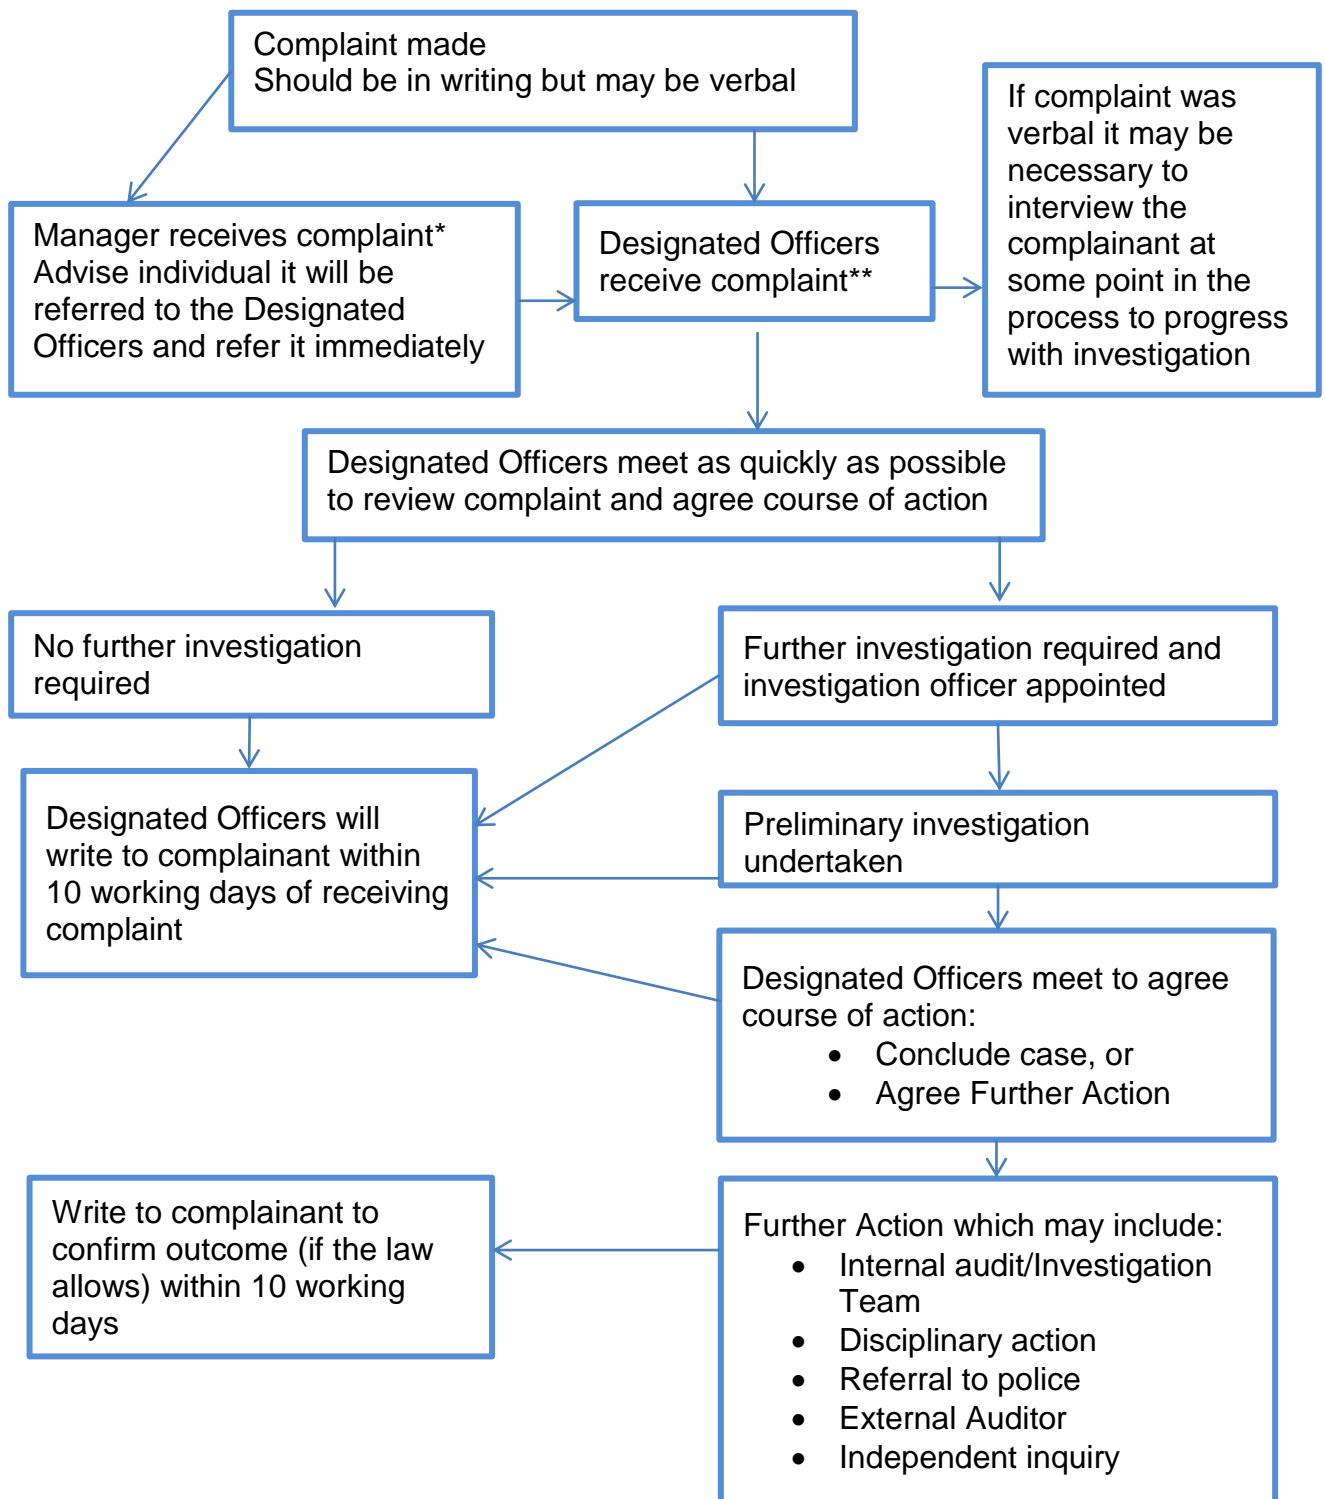 Complaint made
Should be in writing but may be verbal
If complaint was
verbal it may be
necessary to
interview the
complainant at
some point in the
process to progress
with investigation
Manager receives complaint*
Advise individual it will be
referred to the Designated
Officers and refer it immediately
Designated Officers
receive complaint**
Designated Officers meet as quickly as possible
to review complaint and agree course of action
No further investigation
required
Further investigation required and
investigation officer appointed
Designated Officers will
write to complainant within
10 working days of receiving
complaint
Preliminary investigation
undertaken
Designated Officers meet to agree
course of action:
• Conclude case, or
• Agree Further Action
Write to complainant to
confirm outcome (if the law
allows) within 10 working
days
Further Action which may include:
• Internal audit/Investigation
Team
• Disciplinary action
• Referral to police
• External Auditor
• Independent inquiry